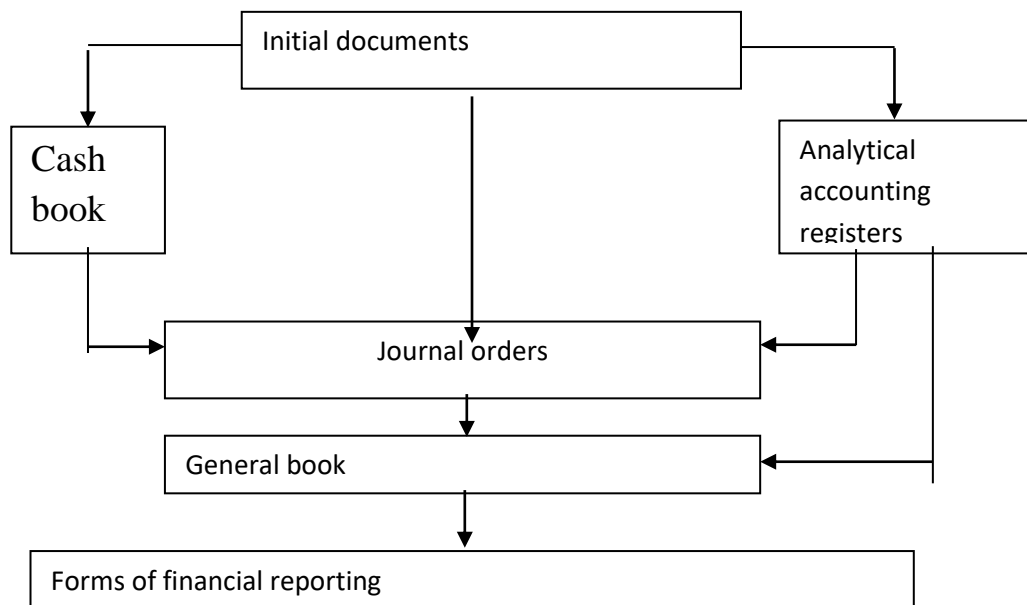 Initial documents
Cash
book
Analytical
accounting
registers
Journal orders
General book
Forms of financial reporting